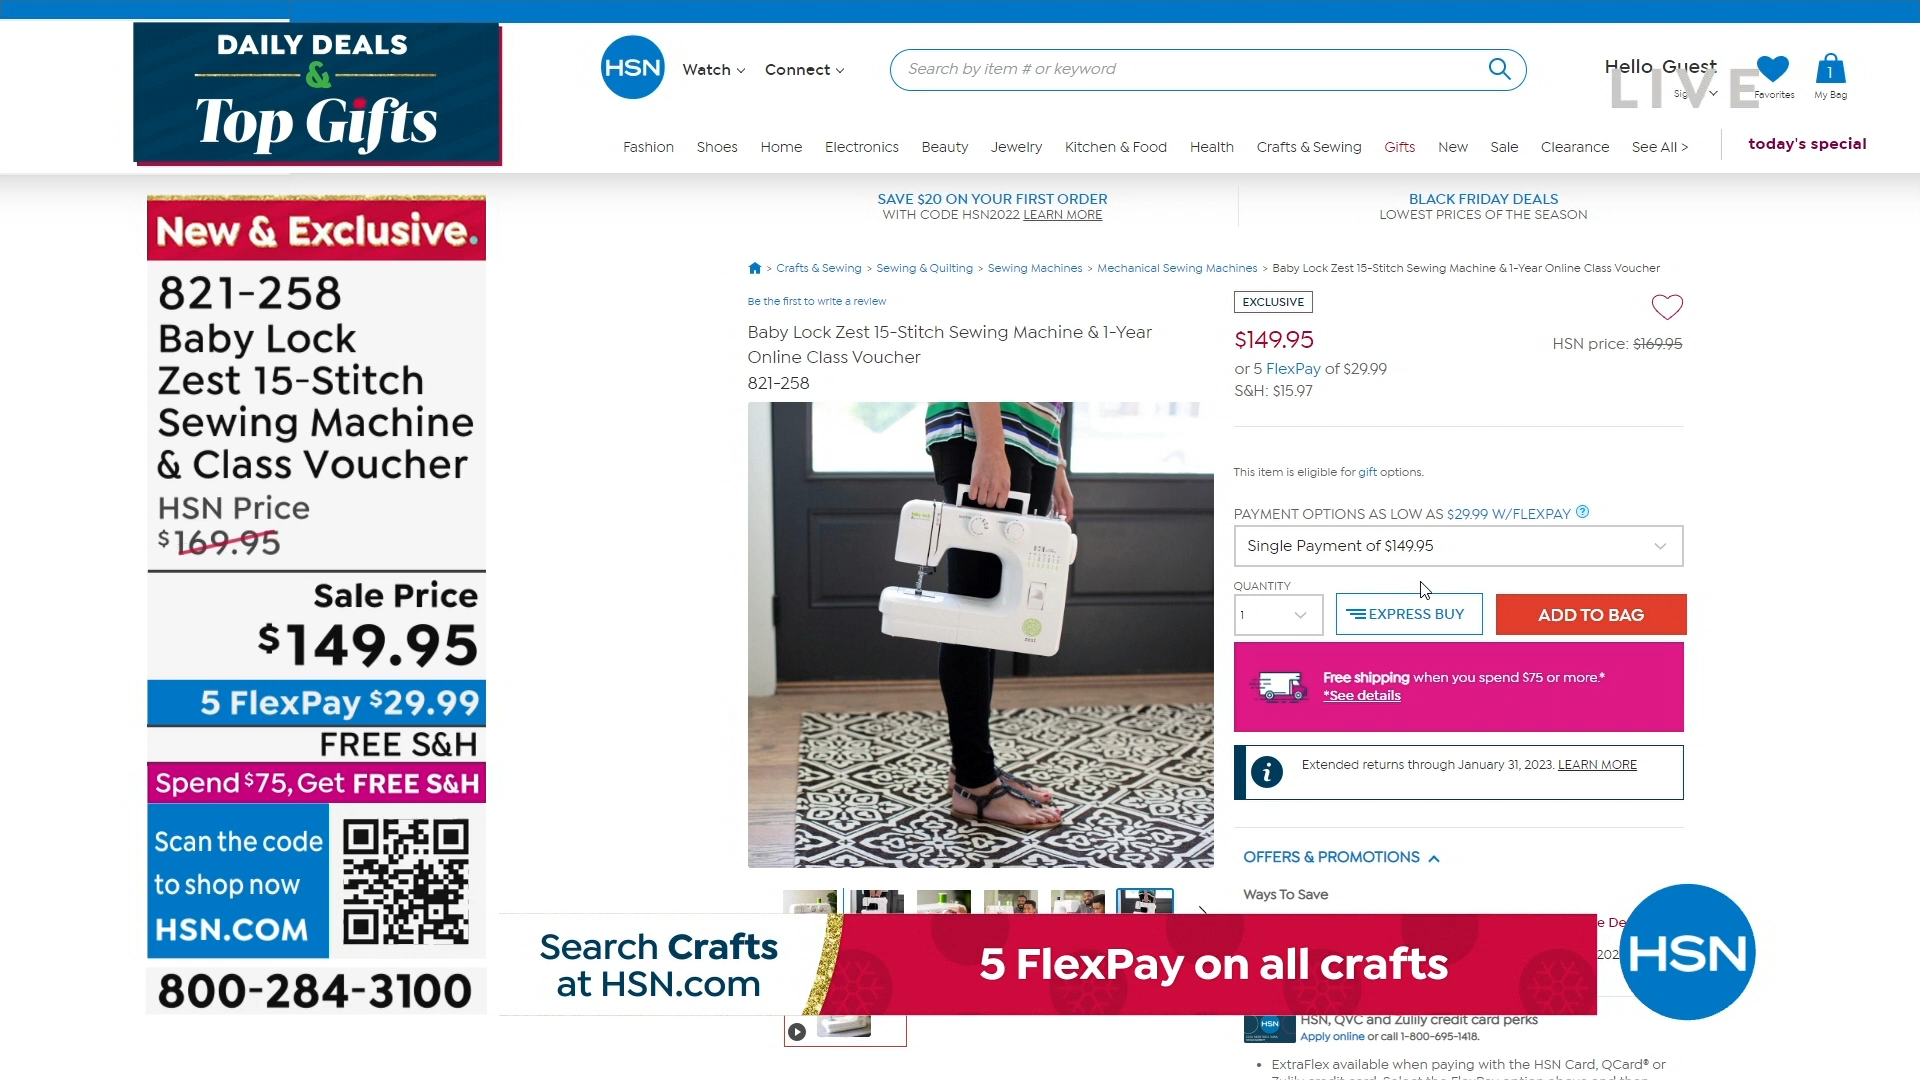 DAILY DEALS
&
Top Gifts
HSN
Watch
Connect
Search by item # or keyword
Hello, Guest
LIVE
Favorites
1
My Bag
Fashion
Shoes
Home
Electronics
Beauty
Jewelry
Kitchen & Food
Health
Crafts & Sewing
Gifts
New
Sale
Clearance
See All >
today's special
SAVE $20 ON YOUR FIRST ORDER
WITH CODE HSN2022 LEARN MORE
BLACK FRIDAY DEALS
LOWEST PRICES OF THE SEASON
New & Exclusive.
821-258
Baby Lock
Zest 15-Stitch
Sewing Machine
& Class Voucher
HSN Price
$169.95
Sale Price
$149.95
5 FlexPay $29.99
FREE S&H
Spend $75, Get FREE S&H
Scan the code
to shop now
HSN.COM
800-284-3100
> Crafts & Sewing > Sewing & Quilting > Sewing Machines > Mechanical Sewing Machines > Baby Lock Zest 15-Stitch Sewing Machine & 1-Year Online Class Voucher
Be the first to write a review
Baby Lock Zest 15-Stitch Sewing Machine & 1-Year
Online Class Voucher
821-258
EXCLUSIVE
$149.95
HSN price: $169.95
or 5 FlexPay of $29.99
S&H: $15.97
This item is eligible for gift options.
PAYMENT OPTIONS AS LOW AS $29.99 W/FLEXPAY ?
Single Payment of $149.95
QUANTITY
1
EXPRESS BUY
ADD TO BAG
Free shipping when you spend $75 or more.*
*See details
i
Extended returns through January 31, 2023. LEARN MORE
OFFERS & PROMOTIONS
Ways To Save
Search Crafts
at HSN.com
5 FlexPay on all crafts
HSN
HSN
HSN, QVC and Zulily credit card perks
Apply online or call 1-800-695-1418.
• ExtraFlex available when paying with the HSN Card, QCard® or